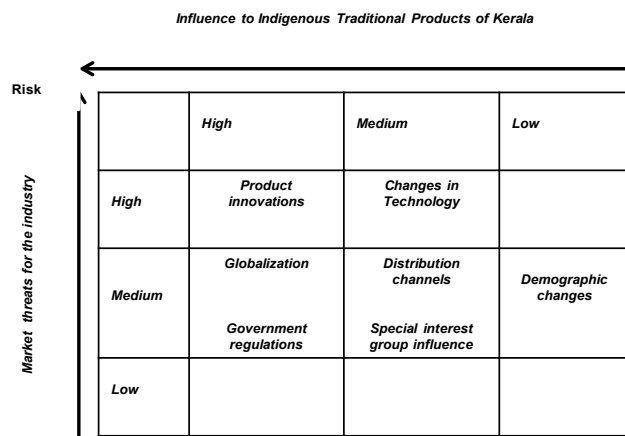 Influence to Indigenous Traditional Products of Kerala
Risk
Market threats for the industry
High Medium Low
High
Product
innovations
Changes in
Technology
Medium
Globalization
Government
regulations
Distribution
channels
Special interest
group influence
Demographic
changes
Low